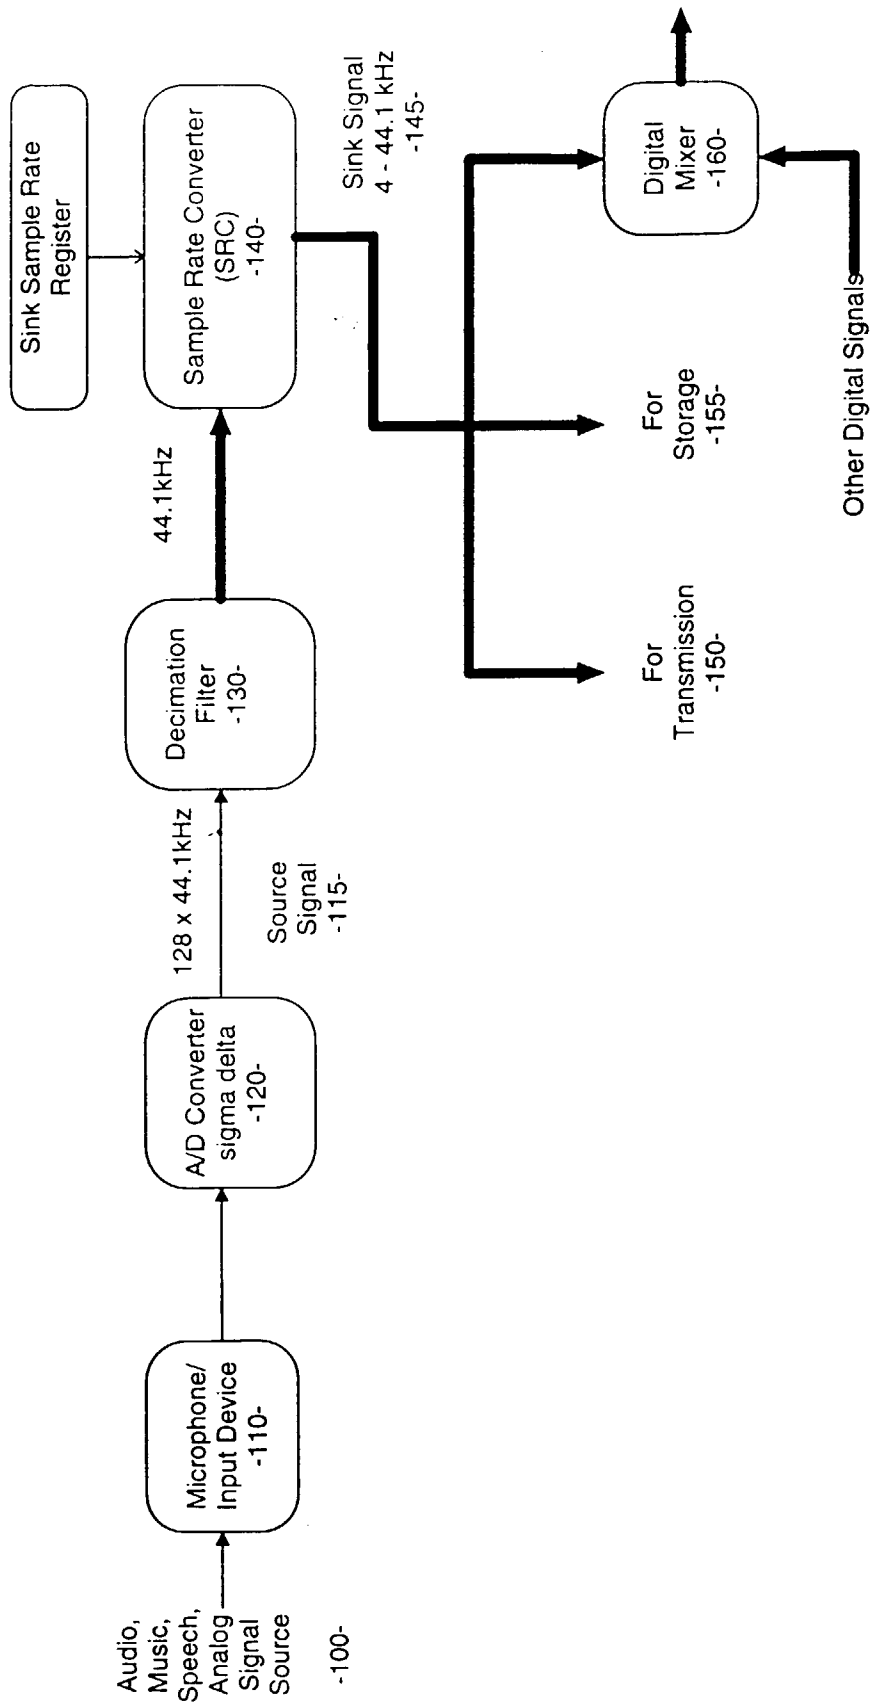 Audio,
Music,
Speech,
Analog
Signal
Source
-100-
Microphone/
Input Device
-110-
A/D Converter
sigma delta
-120-
128 x 44.1kHz
Source
Signal
-115-
Decimation
Filter
-130-
44.1kHz
Sink Sample Rate
Register
Sample Rate Converter
(SRC)
-140-
Sink Signal
4 - 44.1 kHz
-145-
For
Transmission
-150-
For
Storage
-155-
Digital
Mixer
-160-
Other Digital Signals